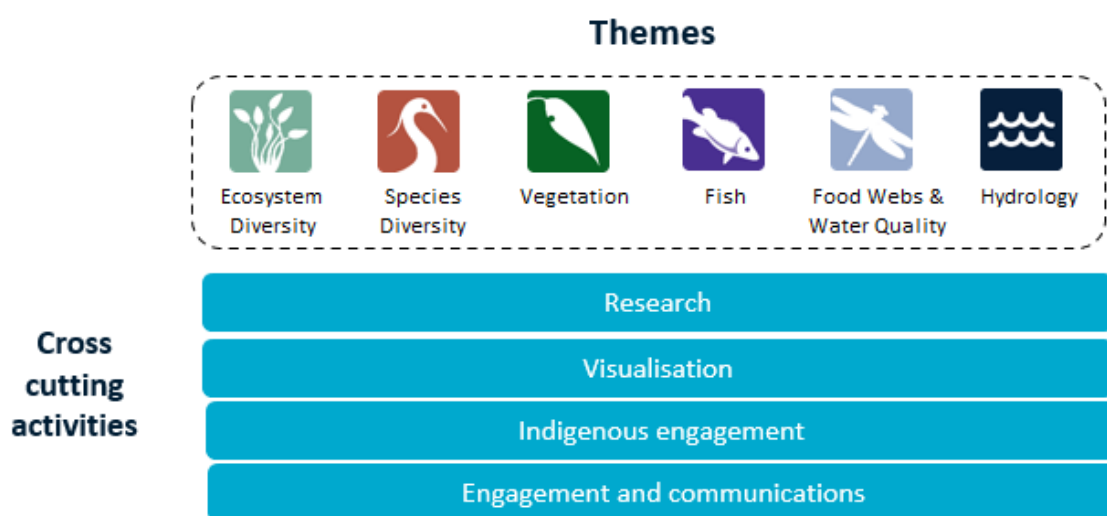 Themes
Ecosystem
Diversity
Species
Diversity
Vegetation
Fish
Food Webs &
Water Quality
Hydrology
Cross
cutting
activities
Research
Visualisation
Indigenous engagement
Engagement and communications